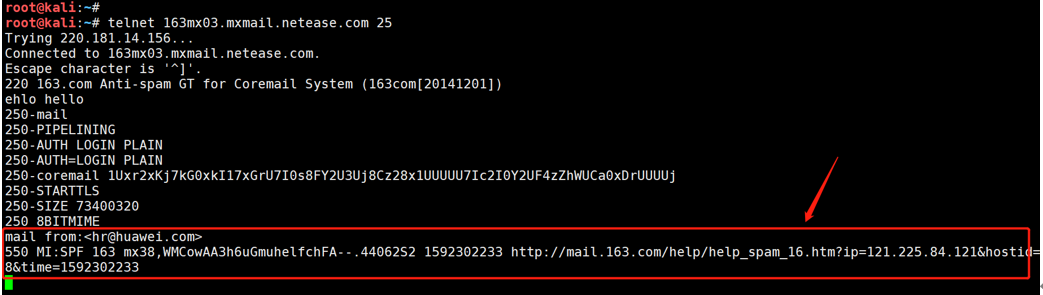 root@kali:~#
root@kali:~# telnet 163mx03.mxmail.netease.com 25
Trying 220.181.14.156...
Connected to 163mx03.mxmail.netease.com.
Escape character is '^]'.
220 163.com Anti-spam GT for Coremail System (163com[20141201])
ehlo hello
250-mail
250-PIPELINING
250-AUTH LOGIN PLAIN
250-AUTH=LOGIN PLAIN
250-coremail 1Uxr2xKj7kG0xkI17xGrU7I0s8FY2U3Uj8Cz28x1UUUUU7Ic2I0Y2UF4zZhWUCa0xDrUUUUj
250-STARTTLS
250-SIZE 73400320
250 8BITMIME
mail from:<hr@huawei.com>
550 MI:SPF 163 mx38,WMCowAA3h6uGmuhelfchFA--.44062S2 1592302233 http://mail.163.com/help/help_spam_16.htm?ip=121.225.84.121&hostid=
8&time=1592302233